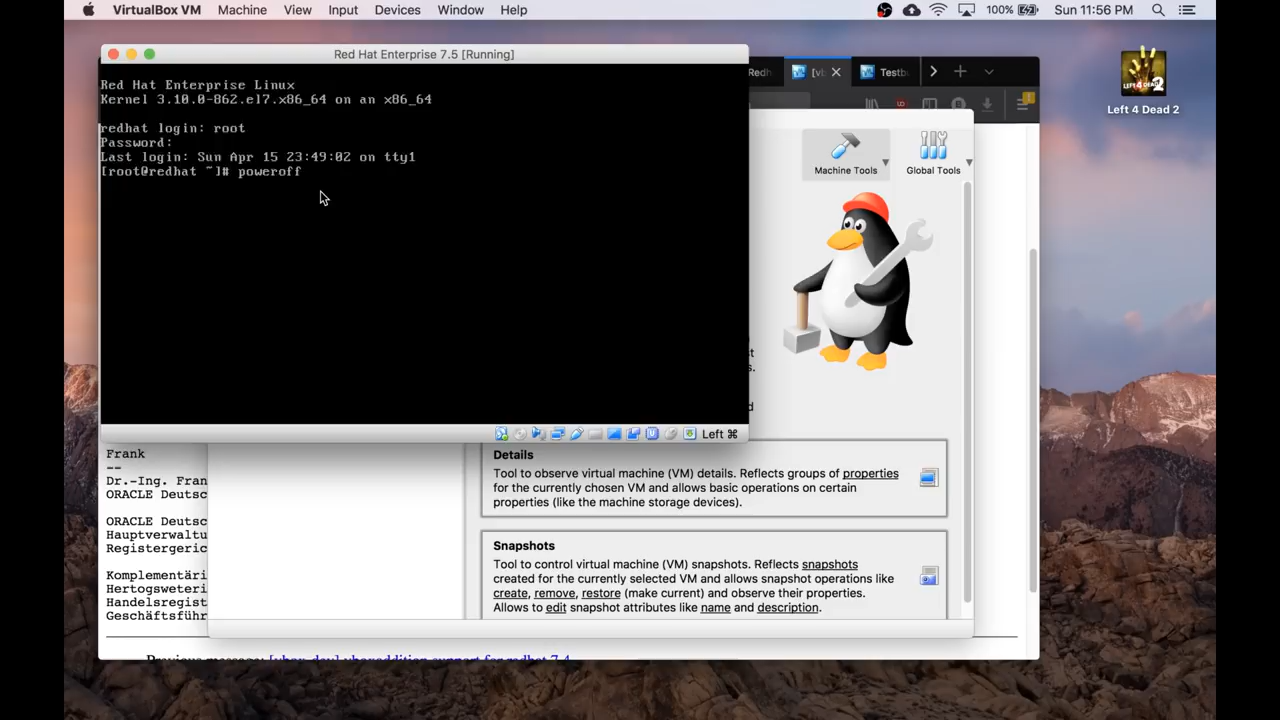 VirtualBox VM Machine View Input Devices Window Help 100% Sun 11:56 PM
Red Hat Enterprise 7.5 [Running]
Red Hat Enterprise Linux
Kernel 3.10.0-862.el7.x86_64 on an x86_64
redhat login: root
Password:
Last login: Sun Apr 15 23:49:02 on tty1
[root@redhat ~]# poweroff
Left ⌘
Redh
[vb
Testb
Left 4 Dead 2
Machine Tools
Global Tools
Details
Tool to observe virtual machine (VM) details. Reflects groups of properties
for the currently chosen VM and allows basic operations on certain
properties (like the machine storage devices).
Snapshots
Tool to control virtual machine (VM) snapshots. Reflects snapshots
created for the currently selected VM and allows snapshot operations like
create, remove, restore (make current) and observe their properties.
Allows to edit snapshot attributes like name and description.
Frank
--
Dr.-Ing. Fran
ORACLE Deutsc
ORACLE Deutsc
Hauptverwaltu
Registergeric
Komplementäri
Hertogsweteri
Handelsregist
Geschäftsfüh